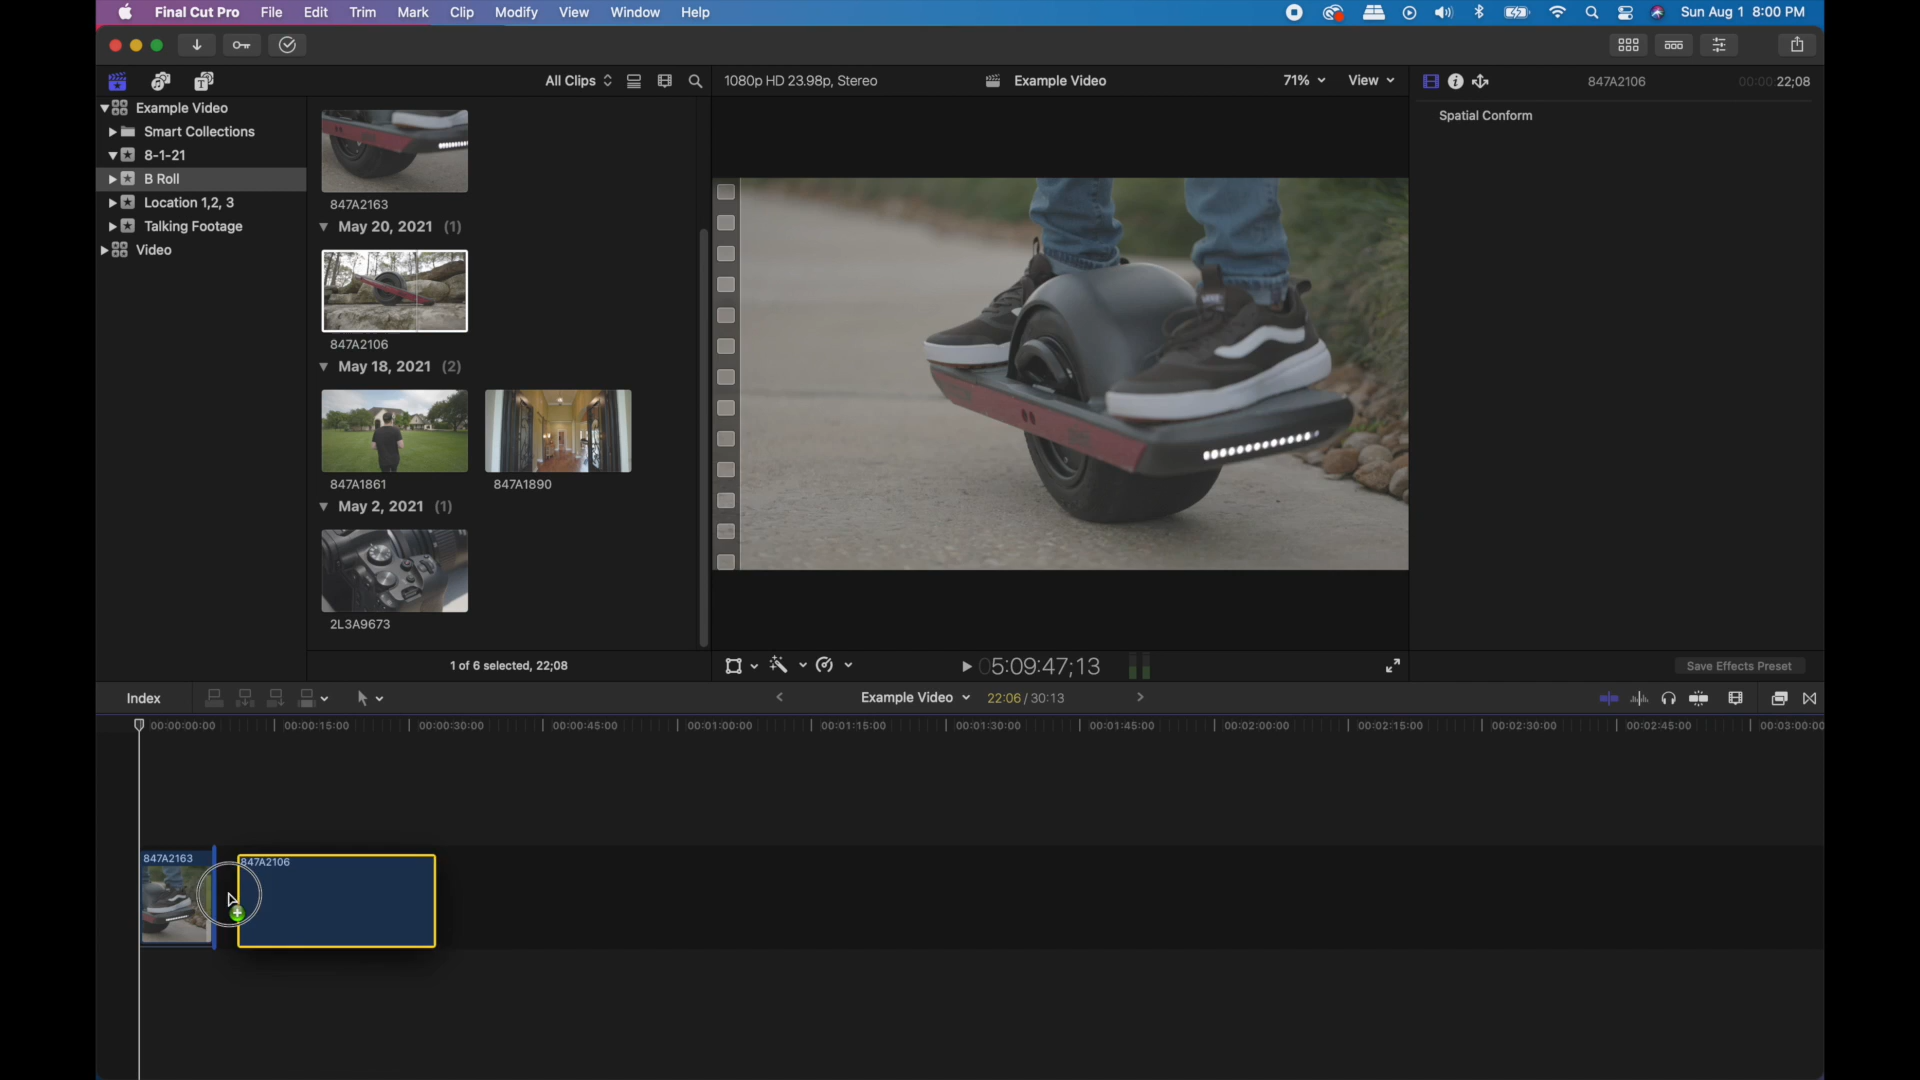 Final Cut Pro File Edit Trim Mark Clip Modify View Window Help Sun Aug 1 8:00 PM
All Clips 1080p HD 23.98p, Stereo Example Video 71% View 847A2106 00:00:22;08
Example Video
Smart Collections
8-1-21
B Roll
Location 1,2, 3
Talking Footage
Video
847A2163
May 20, 2021 (1)
847A2106
May 18, 2021 (2)
847A1861 847A1890
May 2, 2021 (1)
2L3A9673
1 of 6 selected, 22;08
Spatial Conform
05:09:47;13
Save Effects Preset
Index Example Video 22:06 / 30:13
00:00:00:00 00:00:15:00 00:00:30:00 00:00:45:00 00:01:00:00 00:01:15:00 00:01:30:00 00:01:45:00 00:02:00:00 00:02:15:00 00:02:30:00 00:02:45:00 00:03:00:00
847A2163 847A2106